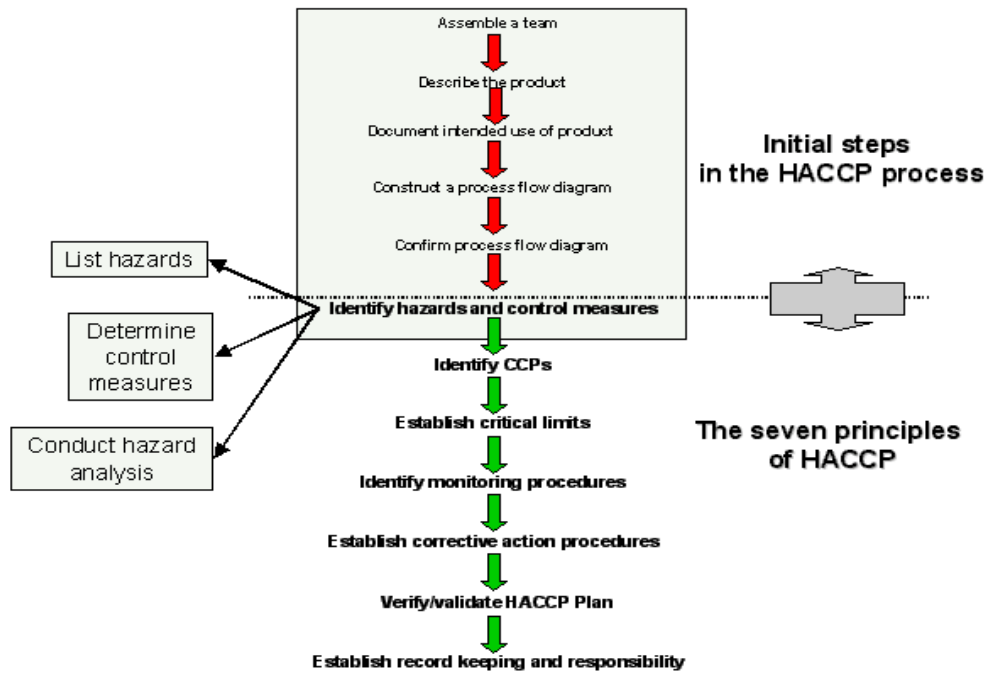 Assemble a team
Describe the product
Document intended use of product
Construct a process flow diagram
Confirm process flow diagram
Identify hazards and control measures
Identify CCPs
Establish critical limits
Identify monitoring procedures
Establish corrective action procedures
Verify/validate HACCP Plan
Establish record keeping and responsibility
List hazards
Determine
control
measures
Conduct hazard
analysis
Initial steps
in the HACCP process
The seven principles
of HACCP